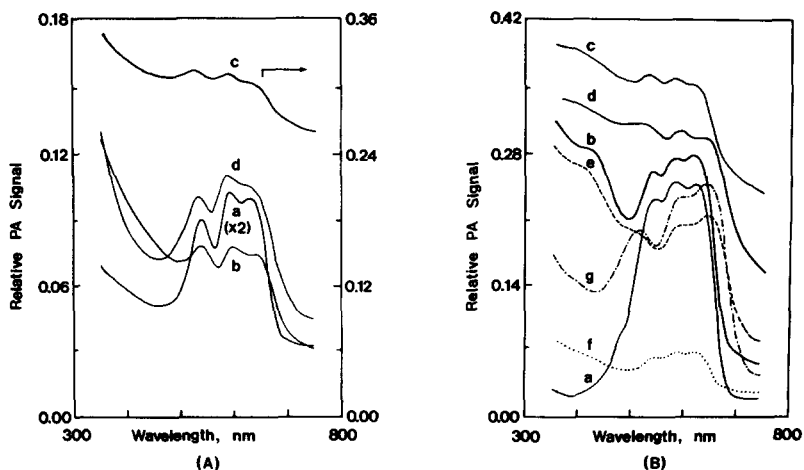 0.18
0.12
0.06
0.00
0.36
0.24
0.12
0.00
Relative PA Signal
c
d
a
(x2)
b
300
Wavelength, nm
800
(A)
0.42
0.28
0.14
0.00
Relative PA Signal
c
d
b
e
g
f
a
300
Wavelength, nm
800
(B)